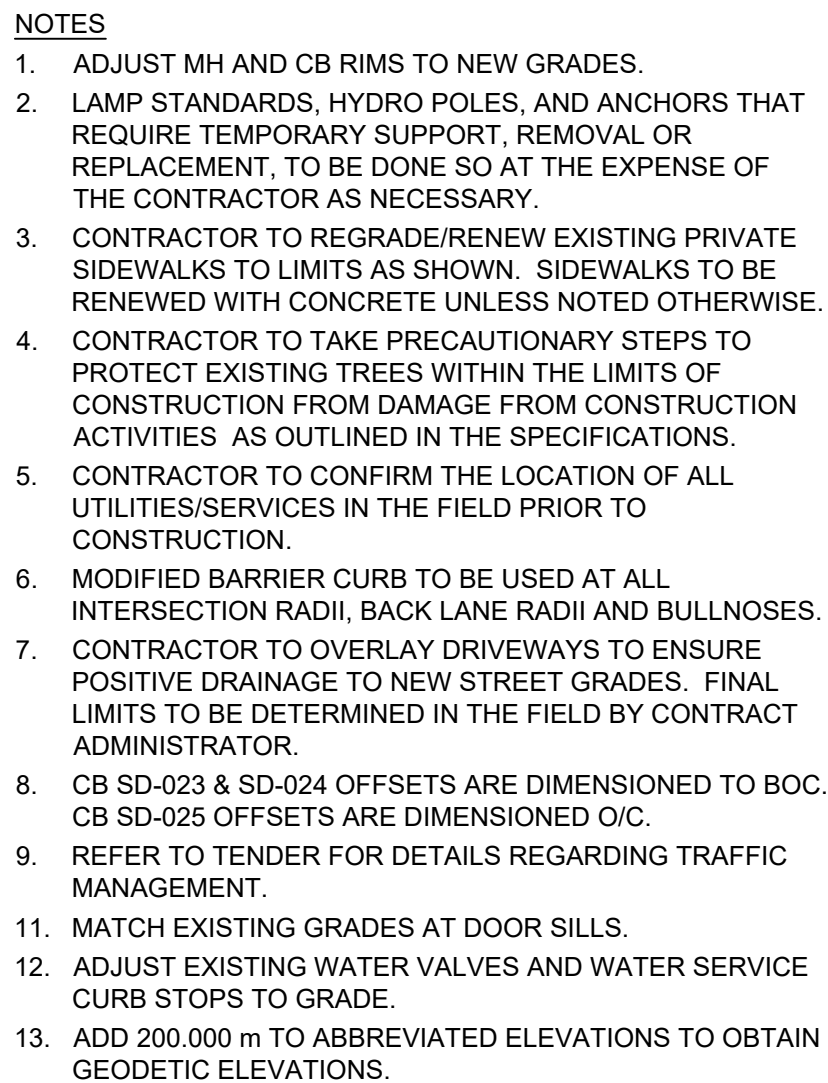 NOTES
1. ADJUST MH AND CB RIMS TO NEW GRADES.
2. LAMP STANDARDS, HYDRO POLES, AND ANCHORS THAT
REQUIRE TEMPORARY SUPPORT, REMOVAL OR
REPLACEMENT, TO BE DONE SO AT THE EXPENSE OF
THE CONTRACTOR AS NECESSARY.
3. CONTRACTOR TO REGRADE/RENEW EXISTING PRIVATE
SIDEWALKS TO LIMITS AS SHOWN.  SIDEWALKS TO BE
RENEWED WITH CONCRETE UNLESS NOTED OTHERWISE.
4. CONTRACTOR TO TAKE PRECAUTIONARY STEPS TO
PROTECT EXISTING TREES WITHIN THE LIMITS OF
CONSTRUCTION FROM DAMAGE FROM CONSTRUCTION
ACTIVITIES  AS OUTLINED IN THE SPECIFICATIONS.
5. CONTRACTOR TO CONFIRM THE LOCATION OF ALL
UTILITIES/SERVICES IN THE FIELD PRIOR TO
CONSTRUCTION.
6. MODIFIED BARRIER CURB TO BE USED AT ALL
INTERSECTION RADII, BACK LANE RADII AND BULLNOSES.
7. CONTRACTOR TO OVERLAY DRIVEWAYS TO ENSURE
POSITIVE DRAINAGE TO NEW STREET GRADES.  FINAL
LIMITS TO BE DETERMINED IN THE FIELD BY CONTRACT
ADMINISTRATOR.
8. CB SD-023 & SD-024 OFFSETS ARE DIMENSIONED TO BOC.
CB SD-025 OFFSETS ARE DIMENSIONED O/C.
9. REFER TO TENDER FOR DETAILS REGARDING TRAFFIC
MANAGEMENT.
11. MATCH EXISTING GRADES AT DOOR SILLS.
12. ADJUST EXISTING WATER VALVES AND WATER SERVICE
CURB STOPS TO GRADE.
13. ADD 200.000 m TO ABBREVIATED ELEVATIONS TO OBTAIN
GEODETIC ELEVATIONS.